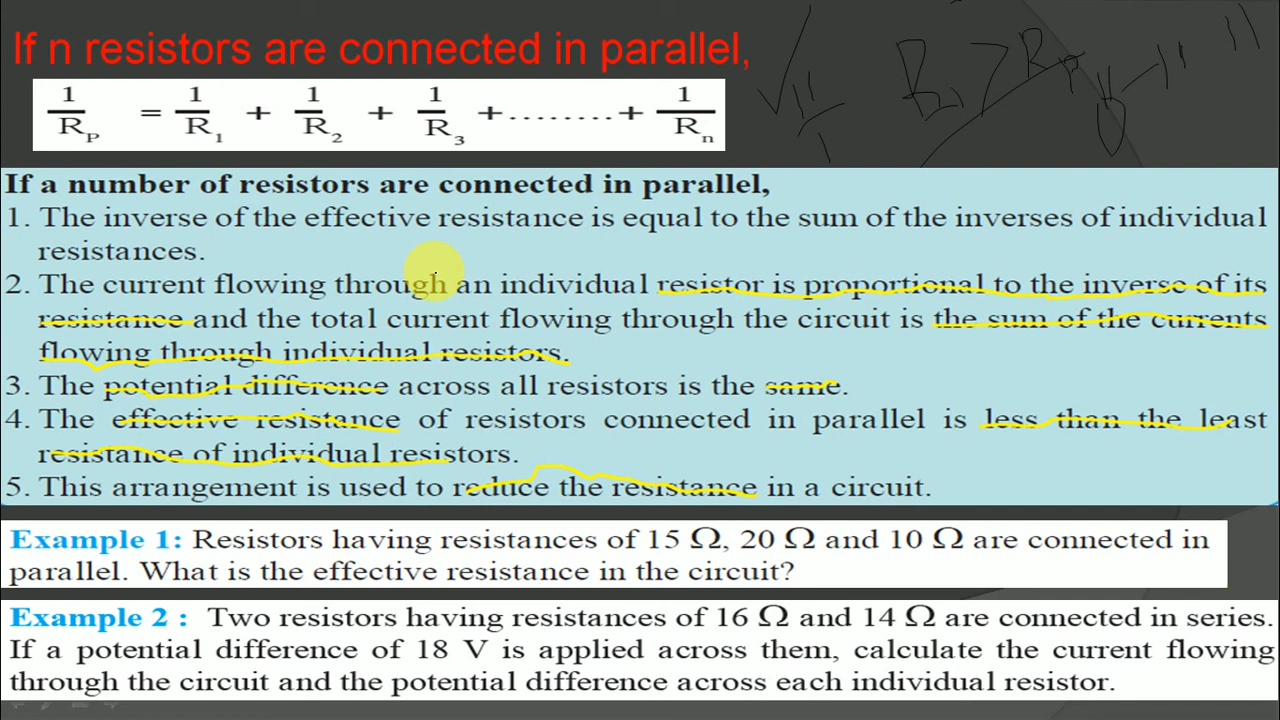 If n resistors are connected in parallel,
1/Rₚ = 1/R₁ + 1/R₂ + 1/R₃ +........+ 1/Rₙ
If a number of resistors are connected in parallel,
1. The inverse of the effective resistance is equal to the sum of the inverses of individual
resistances.
2. The current flowing through an individual resistor is proportional to the inverse of its
resistance and the total current flowing through the circuit is the sum of the currents
flowing through individual resistors.
3. The potential difference across all resistors is the same.
4. The effective resistance of resistors connected in parallel is less than the least
resistance of individual resistors.
5. This arrangement is used to reduce the resistance in a circuit.
Example 1: Resistors having resistances of 15 Ω, 20 Ω and 10 Ω are connected in
parallel. What is the effective resistance in the circuit?
Example 2 : Two resistors having resistances of 16 Ω and 14 Ω are connected in series.
If a potential difference of 18 V is applied across them, calculate the current flowing
through the circuit and the potential difference across each individual resistor.